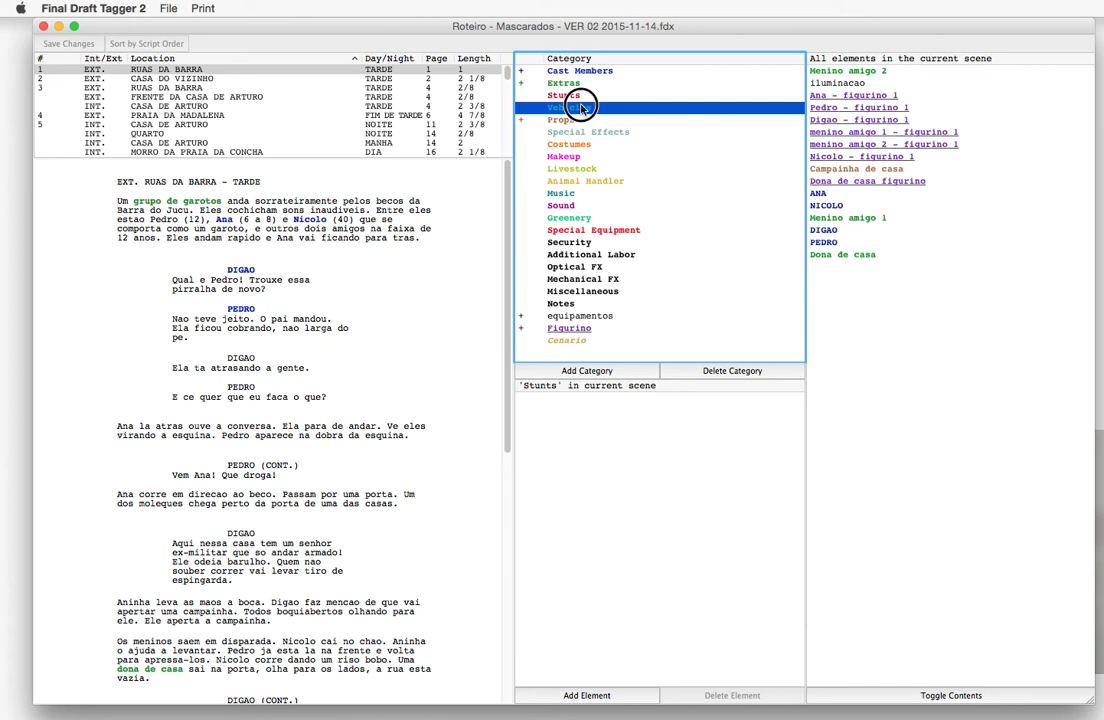 Final Draft Tagger 2 File Print
Roteiro - Mascarados - VER 02 2015-11-14.fdx
Save Changes Sort by Script Order
# Int/Ext Location Day/Night Page Length
1 EXT. RUAS DA BARRA TARDE 1 1
2 EXT. CASA DO VIZINHO TARDE 2 2 1/8
3 EXT. RUAS DA BARRA TARDE 4 2/8
EXT. FRENTE DA CASA DE ARTURO TARDE 4 2/8
INT. CASA DE ARTURO TARDE 4 2 3/8
4 EXT. PRAIA DA MADALENA FIM DE TARDE 6 4 7/8
5 INT. CASA DE ARTURO NOITE 11 2 3/8
INT. QUARTO NOITE 14 2/8
INT. CASA DE ARTURO MANHA 14 2
INT. MORRO DA PRAIA DA CONCHA DIA 16 2 1/8
EXT. RUAS DA BARRA - TARDE
Um grupo de garotos anda sorrateiramente pelos becos da
Barra do Jucu. Eles cochicham sons inaudiveis. Entre eles
estao Pedro (12), Ana (6 a 8) e Nicolo (40) que se
comporta como um garoto, e outros dois amigos na faixa de
12 anos. Eles andam rapido e Ana vai ficando para tras.
DIGAO
Qual e Pedro! Trouxe essa
pirralha de novo?
PEDRO
Nao teve jeito. O pai mandou.
Ela ficou cobrando, nao larga do
pe.
DIGAO
Ela ta atrasando a gente.
PEDRO
E ce quer que eu faca o que?
Ana la atras ouve a conversa. Ela para de andar. Ve eles
virando a esquina. Pedro aparece na dobra da esquina.
PEDRO (CONT.)
Vem Ana! Que droga!
Ana corre em direcao ao beco. Passam por uma porta. Um
dos moleques chega perto da porta de uma das casas.
DIGAO
Aqui nessa casa tem um senhor
ex-militar que so andar armado!
Ele odeia barulho. Quem nao
souber correr vai levar tiro de
espingarda.
Aninha leva as maos a boca. Digao faz mencao de que vai
apertar uma campainha. Todos boquiabertos olhando para
ele. Ele aperta a campainha.
Os meninos saem em disparada. Nicolo cai no chao. Aninha
o ajuda a levantar. Pedro ja esta la na frente e volta
para apressa-los. Nicolo corre dando um riso bobo. Uma
dona de casa sai na porta, olha para os lados, a rua esta
vazia.
DIGAO (CONT.)
Category
+ Cast Members
+ Extras
Stunts
Vehicles
+ Props
Special Effects
Costumes
Makeup
Livestock
Animal Handler
Music
Sound
Greenery
Special Equipment
Security
Additional Labor
Optical FX
Mechanical FX
Miscellaneous
Notes
+ equipamentos
+ Figurino
Cenario
Add Category Delete Category
'Stunts' in current scene
Add Element Delete Element
All elements in the current scene
Menino amigo 2
iluminacao
Ana - figurino 1
Pedro - figurino 1
Digao - figurino 1
menino amigo 1 - figurino 1
menino amigo 2 - figurino 1
Nicolo - figurino 1
Campainha de casa
Dona de casa figurino
ANA
NICOLO
Menino amigo 1
DIGAO
PEDRO
Dona de casa
Toggle Contents